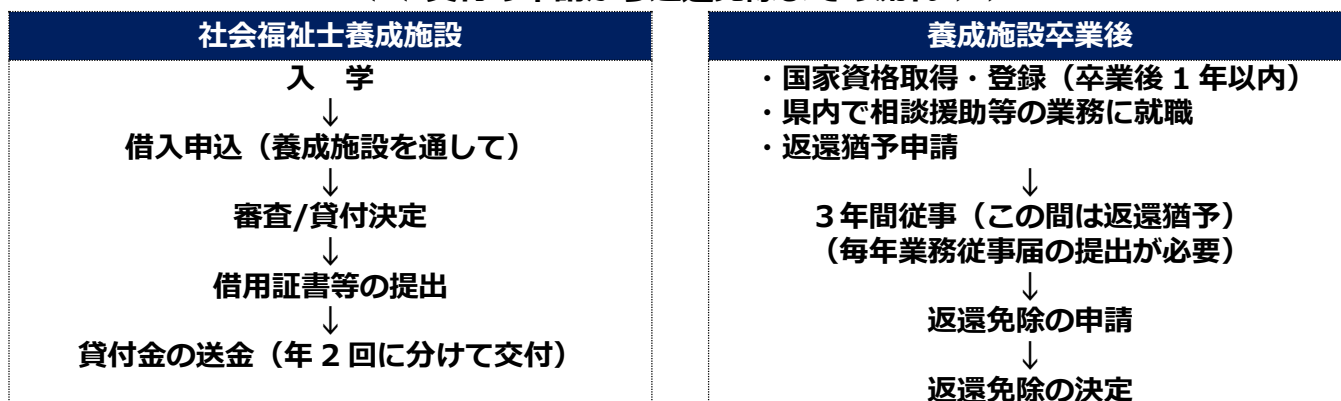 社会福祉士養成施設
入 学
↓
借入申込（養成施設を通して）
↓
審査/貸付決定
↓
借用証書等の提出
↓
貸付金の送金（年 2 回に分けて交付）
養成施設卒業後
・国家資格取得・登録（卒業後 1 年以内）
・県内で相談援助等の業務に就職
・返還猶予申請
↓
３年間従事（この間は返還猶予）
（毎年業務従事届の提出が必要）
↓
返還免除の申請
↓
返還免除の決定